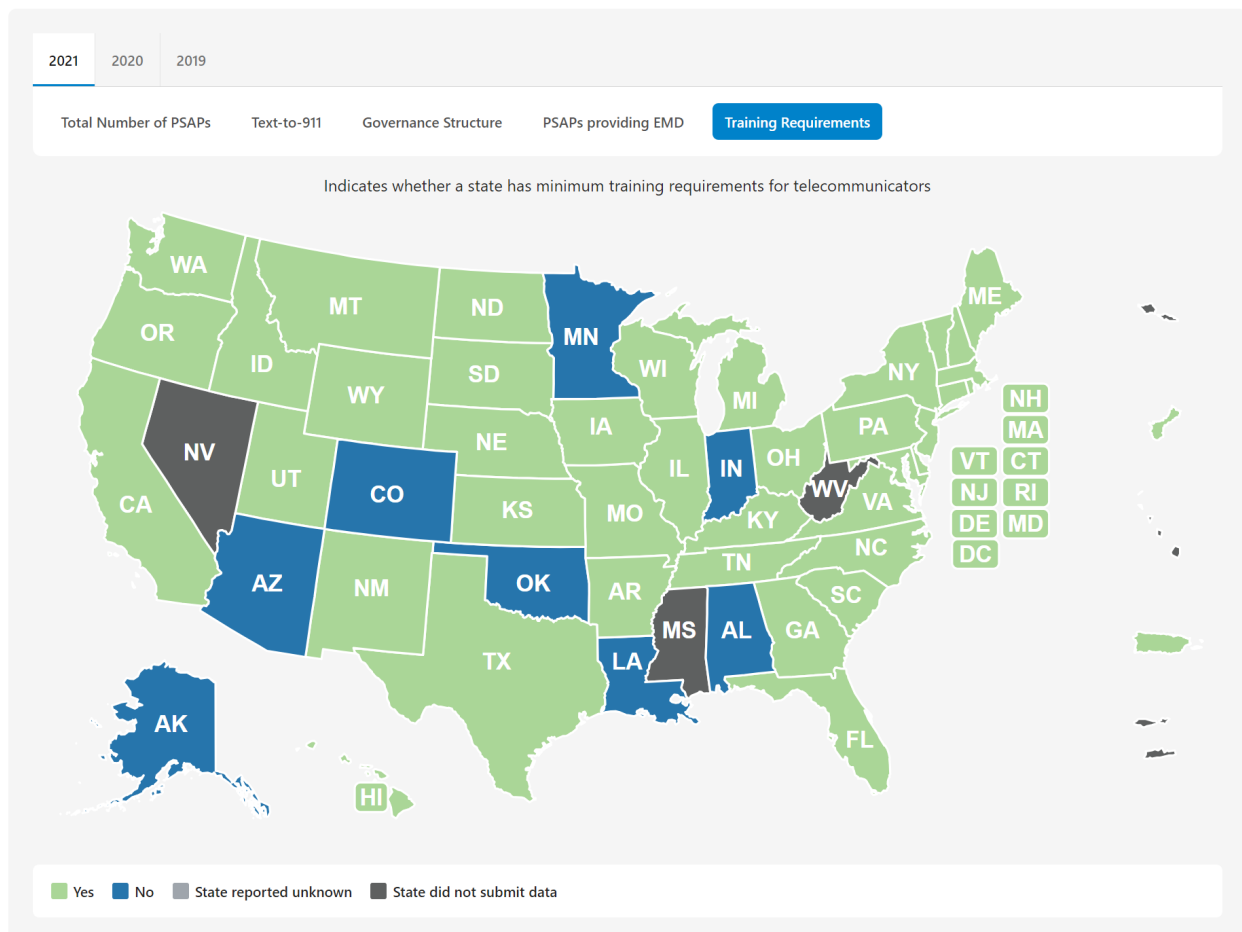 2021 2020 2019
Total Number of PSAPs Text-to-911 Governance Structure PSAPs providing EMD Training Requirements
Indicates whether a state has minimum training requirements for telecommunicators
WA
MT
ND
ME
OR
MN
ID
WI
NY
SD
WY
MI
NH
IA
PA
MA
NE
NV
OH
IL
IN
VT CT
UT
CO
WV
NJ RI
CA
KS
MO
VA
KY
DE MD
NC
DC
TN
AZ
NM
OK
AR
SC
MS
AL
GA
TX
LA
AK
FL
HI
Yes No State reported unknown State did not submit data